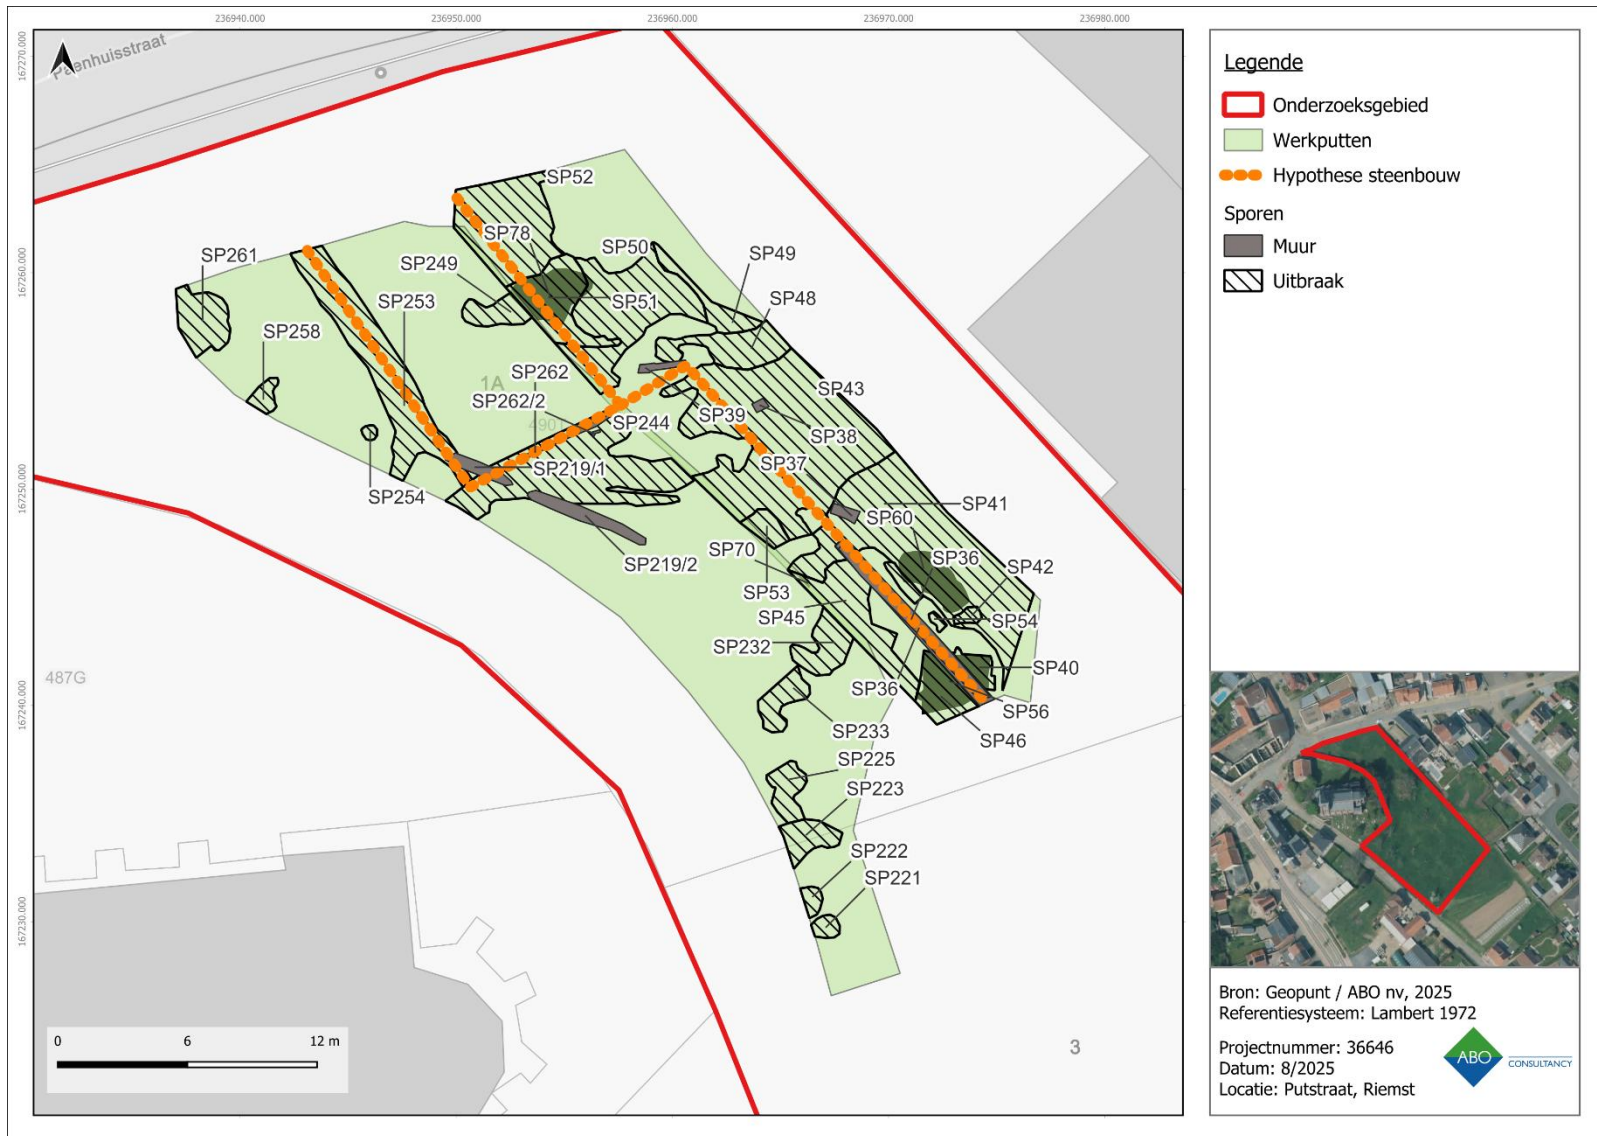 236940.000
236950.000
236960.000
236970.000
236980.000
167270.000
167260.000
167250.000
167240.000
167230.000
Paenhuisstraat
SP52
SP78
SP50
SP49
SP261
SP249
SP48
SP253
SP51
SP258
SP262
1A
SP43
SP262/2
SP39
SP244
SP38
SP219/1
SP37
SP254
SP41
SP60
SP70
SP36
SP219/2
SP42
SP53
SP45
SP54
SP232
SP40
487G
SP36
SP56
SP233
SP46
SP225
SP223
SP222
SP221
3
0
6
12 m
Legende
Onderzoeksgebied
Werkputten
Hypothese steenbouw
Sporen
Muur
Uitbraak
Bron: Geopunt / ABO nv, 2025
Referentiesysteem: Lambert 1972
Projectnummer: 36646
Datum: 8/2025
Locatie: Putstraat, Riemst
ABO
CONSULTANCY